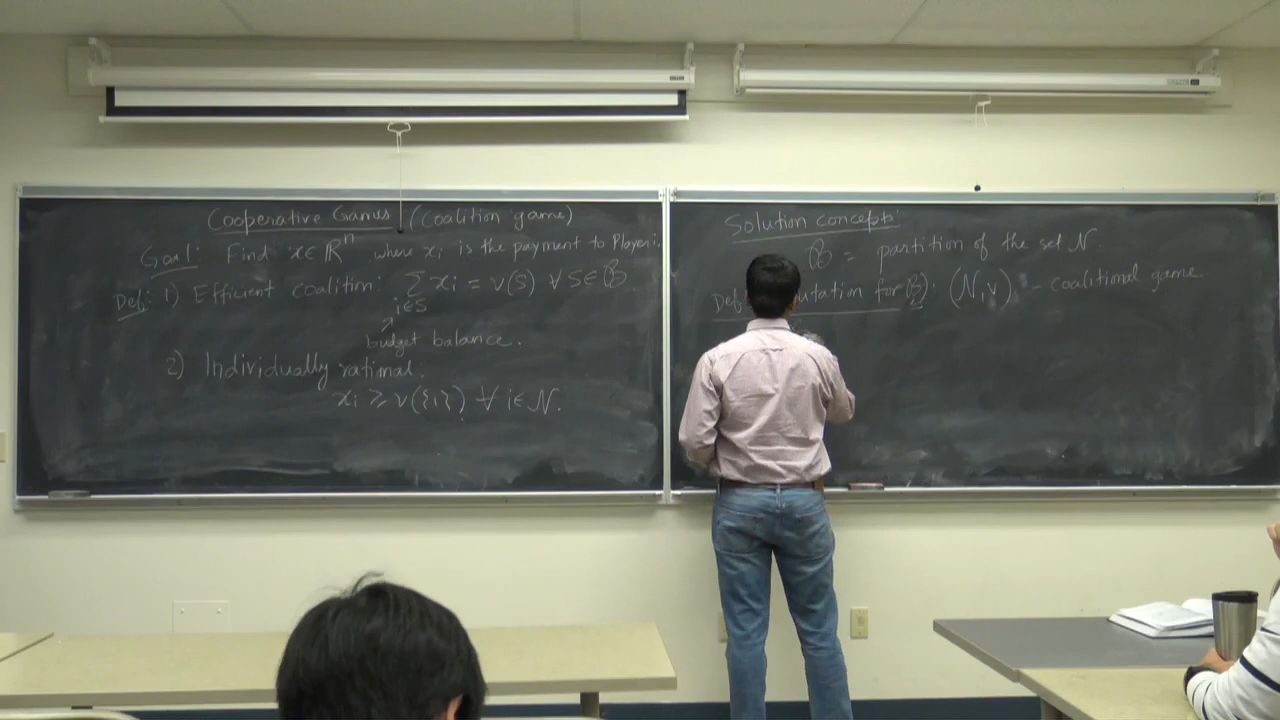 Cooperative Games (Coalition game)
Goal: Find x∈ℝⁿ where xᵢ is the payment to Player i.
Def: 1) Efficient coalition: ∑_{i∈S} xᵢ = v(S) ∀ S∈ℬ
budget balance.
2) Individually rational:
xᵢ ≥ v({i}) ∀ i∈N.
Solution concepts:
ℬ = partition of the set N.
Def: putation for ℬ: (N, v) - coalitional game.